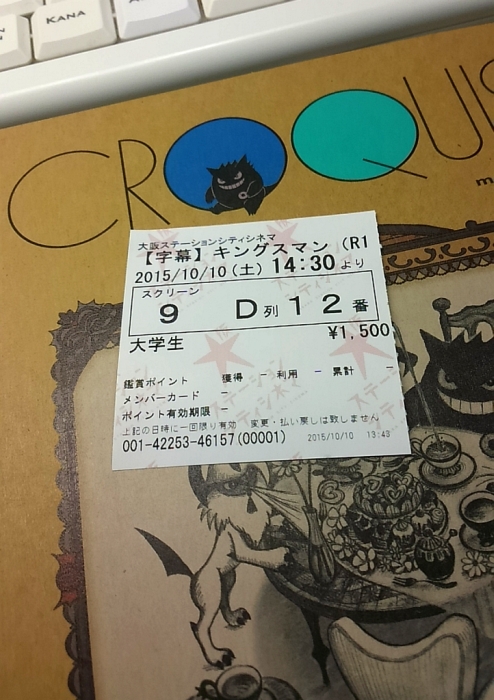 KANA
CROQUIS
m
大阪ステーションシティシネマ
【字幕】キングスマン (R1
2015/10/10(土) 14:30より
スクリーン
9 D列12番
大学生 ¥1,500
鑑賞ポイント 獲得 - 利用 - 累計 -
メンバーカード -
ポイント有効期限 -
上記の日時に一回限り有効 変更・払い戻しは致しません
001-42253-46157(00001) 2015/10/10 13:43